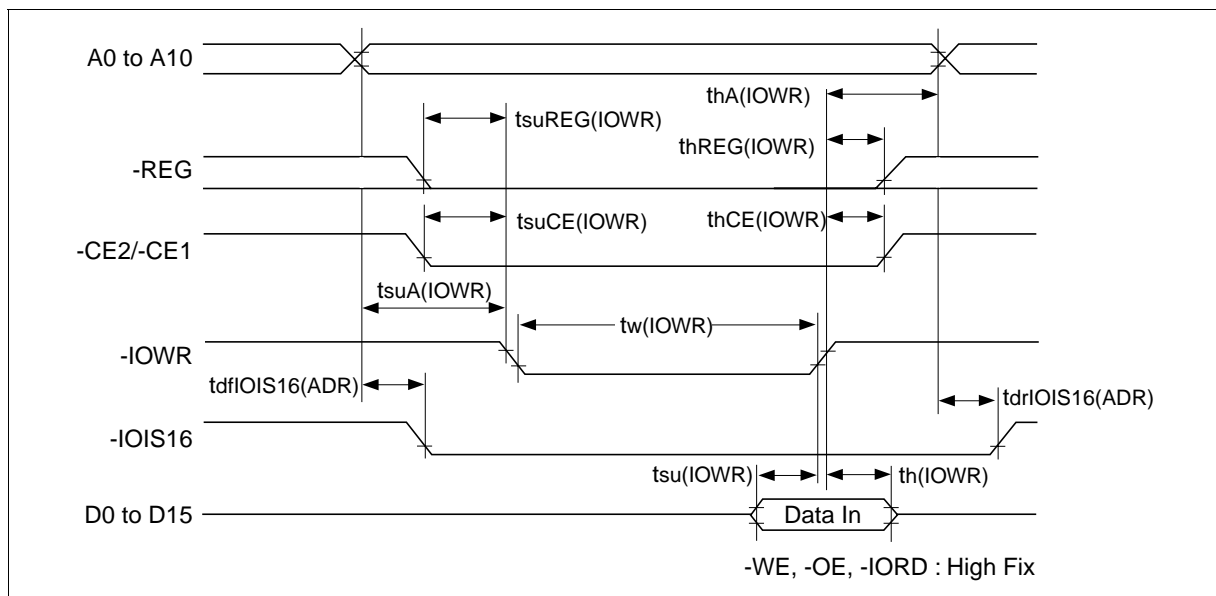 A0 to A10
thA(IOWR)
tsuREG(IOWR)
thREG(IOWR)
-REG
tsuCE(IOWR)
thCE(IOWR)
-CE2/-CE1
tsuA(IOWR)
tw(IOWR)
-IOWR
tdfIOIS16(ADR)
tdrIOIS16(ADR)
-IOIS16
tsu(IOWR)
th(IOWR)
D0 to D15
Data In
-WE, -OE, -IORD : High Fix